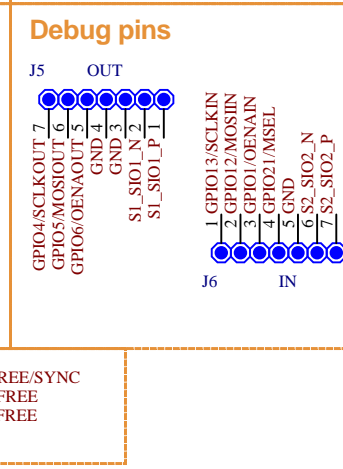 Debug pins
J5 OUT
GPIO4/SCLKOUT 7
GPIO5/MOSIOUT 6
GPIO6/OENAOUT 5
GND 4
GND 3
S1_SIO1_N 2
S1_SIO1_P 1
1 GPIO13/SCLKIN
2 GPIO12/MOSIIN
3 GPIO1/OENAIN
4 GPIO21/MSEL
5 GND
6 S2_SIO2_N
7 S2_SIO2_P
J6 IN
REE/SYNC
FREE
FREE